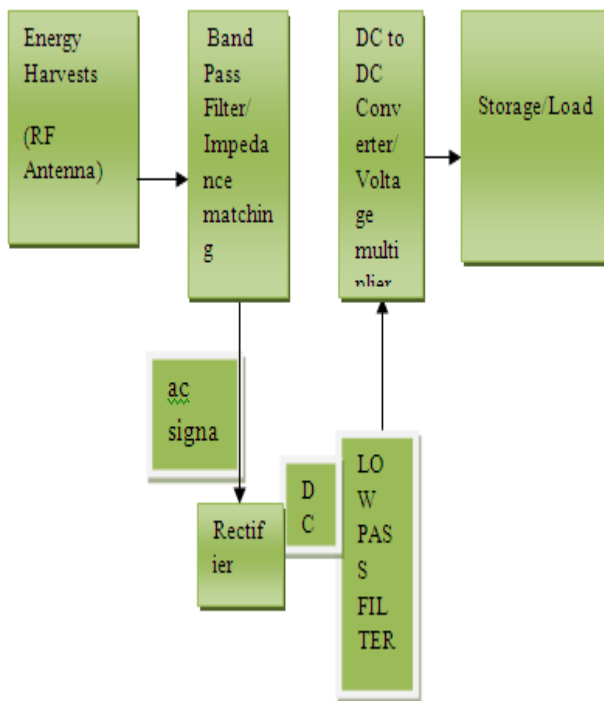 Energy
Harvests
(RF
Antenna)
Band
Pass
Filter/
Impeda
nce
matchin
g
DC to
DC
Conv
erter/
Volta
ge
multi
plier
Storage/Load
ac
signa
Rectif
ier
D
C
LO
W
PAS
S
FIL
TER